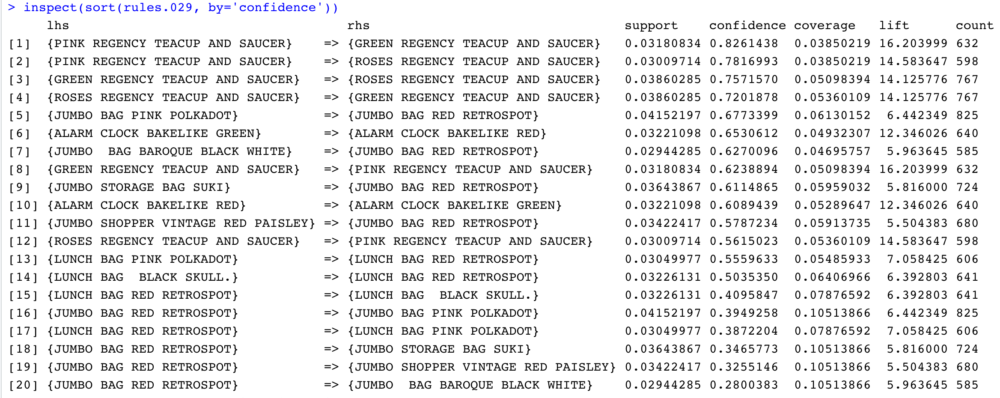 > inspect(sort(rules.029, by='confidence'))
     lhs                                      rhs                                   support    confidence coverage   lift      count
[1]  {PINK REGENCY TEACUP AND SAUCER}    => {GREEN REGENCY TEACUP AND SAUCER}  0.03180834 0.8261438 0.03850219 16.203999 632
[2]  {PINK REGENCY TEACUP AND SAUCER}    => {ROSES REGENCY TEACUP AND SAUCER}  0.03009714 0.7816993 0.03850219 14.583647 598
[3]  {GREEN REGENCY TEACUP AND SAUCER}   => {ROSES REGENCY TEACUP AND SAUCER}  0.03860285 0.7571570 0.05098394 14.125776 767
[4]  {ROSES REGENCY TEACUP AND SAUCER}   => {GREEN REGENCY TEACUP AND SAUCER}  0.03860285 0.7201878 0.05360109 14.125776 767
[5]  {JUMBO BAG PINK POLKADOT}           => {JUMBO BAG RED RETROSPOT}          0.04152197 0.6773399 0.06130152  6.442349 825
[6]  {ALARM CLOCK BAKELIKE GREEN}        => {ALARM CLOCK BAKELIKE RED}         0.03221098 0.6530612 0.04932307 12.346026 640
[7]  {JUMBO  BAG BAROQUE BLACK WHITE}    => {JUMBO BAG RED RETROSPOT}          0.02944285 0.6270096 0.04695757  5.963645 585
[8]  {GREEN REGENCY TEACUP AND SAUCER}   => {PINK REGENCY TEACUP AND SAUCER}   0.03180834 0.6238894 0.05098394 16.203999 632
[9]  {JUMBO STORAGE BAG SUKI}            => {JUMBO BAG RED RETROSPOT}          0.03643867 0.6114865 0.05959032  5.816000 724
[10] {ALARM CLOCK BAKELIKE RED}          => {ALARM CLOCK BAKELIKE GREEN}       0.03221098 0.6089439 0.05289647 12.346026 640
[11] {JUMBO SHOPPER VINTAGE RED PAISLEY} => {JUMBO BAG RED RETROSPOT}          0.03422417 0.5787234 0.05913735  5.504383 680
[12] {ROSES REGENCY TEACUP AND SAUCER}   => {PINK REGENCY TEACUP AND SAUCER}   0.03009714 0.5615023 0.05360109 14.583647 598
[13] {LUNCH BAG PINK POLKADOT}           => {LUNCH BAG RED RETROSPOT}          0.03049977 0.5559633 0.05485933  7.058425 606
[14] {LUNCH BAG  BLACK SKULL.}           => {LUNCH BAG RED RETROSPOT}          0.03226131 0.5035350 0.06406966  6.392803 641
[15] {LUNCH BAG RED RETROSPOT}           => {LUNCH BAG  BLACK SKULL.}          0.03226131 0.4095847 0.07876592  6.392803 641
[16] {JUMBO BAG RED RETROSPOT}           => {JUMBO BAG PINK POLKADOT}          0.04152197 0.3949258 0.10513866  6.442349 825
[17] {LUNCH BAG RED RETROSPOT}           => {LUNCH BAG PINK POLKADOT}          0.03049977 0.3872204 0.07876592  7.058425 606
[18] {JUMBO BAG RED RETROSPOT}           => {JUMBO STORAGE BAG SUKI}           0.03643867 0.3465773 0.10513866  5.816000 724
[19] {JUMBO BAG RED RETROSPOT}           => {JUMBO SHOPPER VINTAGE RED PAISLEY} 0.03422417 0.3255146 0.10513866  5.504383 680
[20] {JUMBO BAG RED RETROSPOT}           => {JUMBO  BAG BAROQUE BLACK WHITE}   0.02944285 0.2800383 0.10513866  5.963645 585